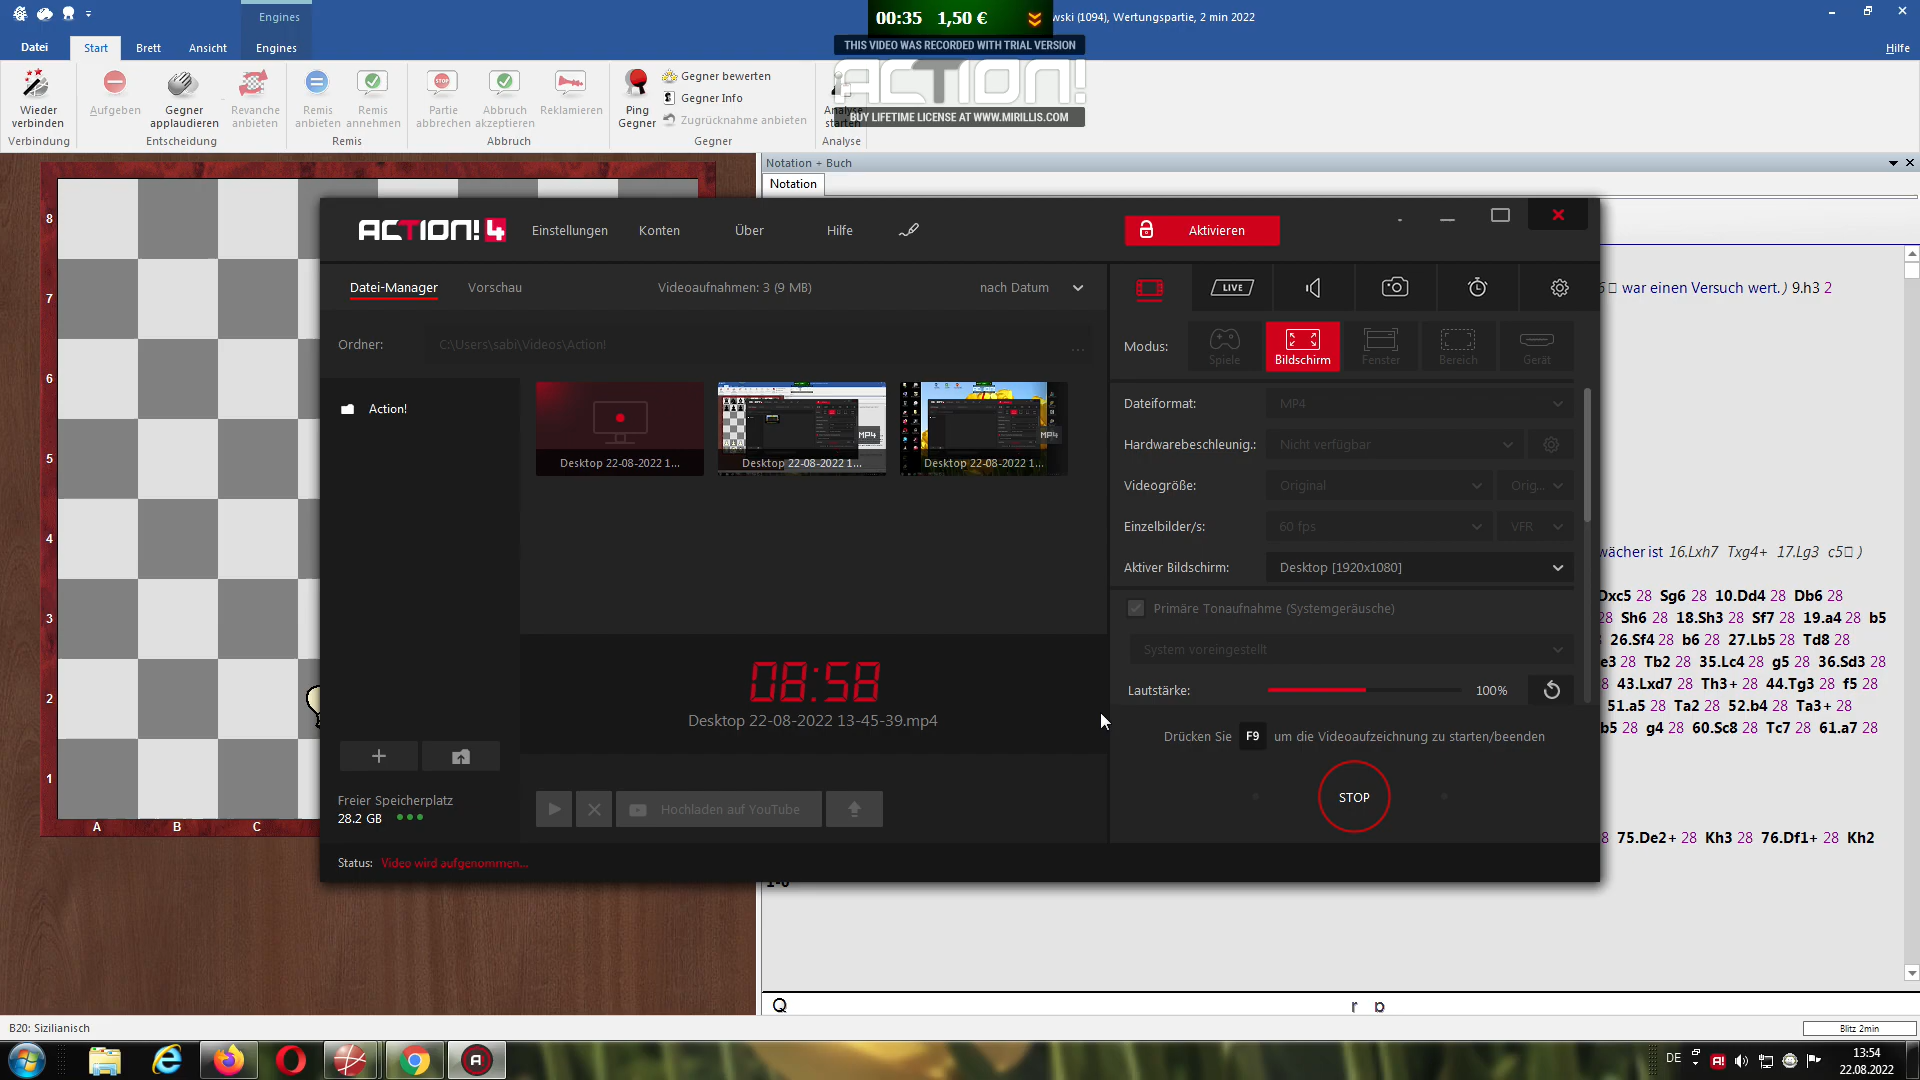 Engines
00:35 1,50 €
wski (1094), Wertungspartie, 2 min 2022
Datei Start Brett Ansicht Engines
THIS VIDEO WAS RECORDED WITH TRIAL VERSION
Hilfe
ACTION!
BUY LIFETIME LICENSE AT WWW.MIRILLIS.COM
Wieder verbinden
Aufgeben
Gegner applaudieren
Revanche anbieten
Remis anbieten
Remis annehmen
Partie abbrechen
Abbruch akzeptieren
Reklamieren
Ping Gegner
Gegner bewerten
Gegner Info
Zugrücknahme anbieten
Analyse starten
Verbindung Entscheidung Remis Abbruch Gegner Analyse
Notation + Buch
Notation
ACTION! 4 Einstellungen Konten Über Hilfe
Aktivieren
Datei-Manager Vorschau Videoaufnahmen: 3 (9 MB) nach Datum
LIVE
war einen Versuch wert.) 9.h3 2
Ordner: C:\Users\sabi\Videos\Action! ...
Modus: Spiele Bildschirm Fenster Bereich Gerät
Action!
Dateiformat: MP4
MP4
MP4
Desktop 22-08-2022 1...
Desktop 22-08-2022 1...
Desktop 22-08-2022 1...
Hardwarebeschleunig.: Nicht verfügbar
Videogröße: Original Orig...
Einzelbilder/s: 60 fps VFR
Aktiver Bildschirm: Desktop [1920x1080]
Primäre Tonaufnahme (Systemgeräusche)
System voreingestellt
Lautstärke: 100%
wächer ist 16.Lxh7 Txg4+ 17.Lg3 c5 )
Dxc5 28 Sg6 28 10.Dd4 28 Db6 28
8 Sh6 28 18.Sh3 28 Sf7 28 19.a4 28 b5
26.Sf4 28 b6 28 27.Lb5 28 Td8 28
e3 28 Tb2 28 35.Lc4 28 g5 28 36.Sd3 28
8 43.Lxd7 28 Th3+ 28 44.Tg3 28 f5 28
51.a5 28 Ta2 28 52.b4 28 Ta3+ 28
b5 28 g4 28 60.Sc8 28 Tc7 28 61.a7 28
8 75.De2+ 28 Kh3 28 76.Df1+ 28 Kh2
1-0
08:58
Desktop 22-08-2022 13-45-39.mp4
Drücken Sie F9 um die Videoaufzeichnung zu starten/beenden
STOP
Freier Speicherplatz
28.2 GB
Hochladen auf YouTube
Status: Video wird aufgenommen...
8
7
6
5
4
3
2
1
A B C
Q r p
B20: Sizilianisch
Blitz 2min
DE
13:54
22.08.2022